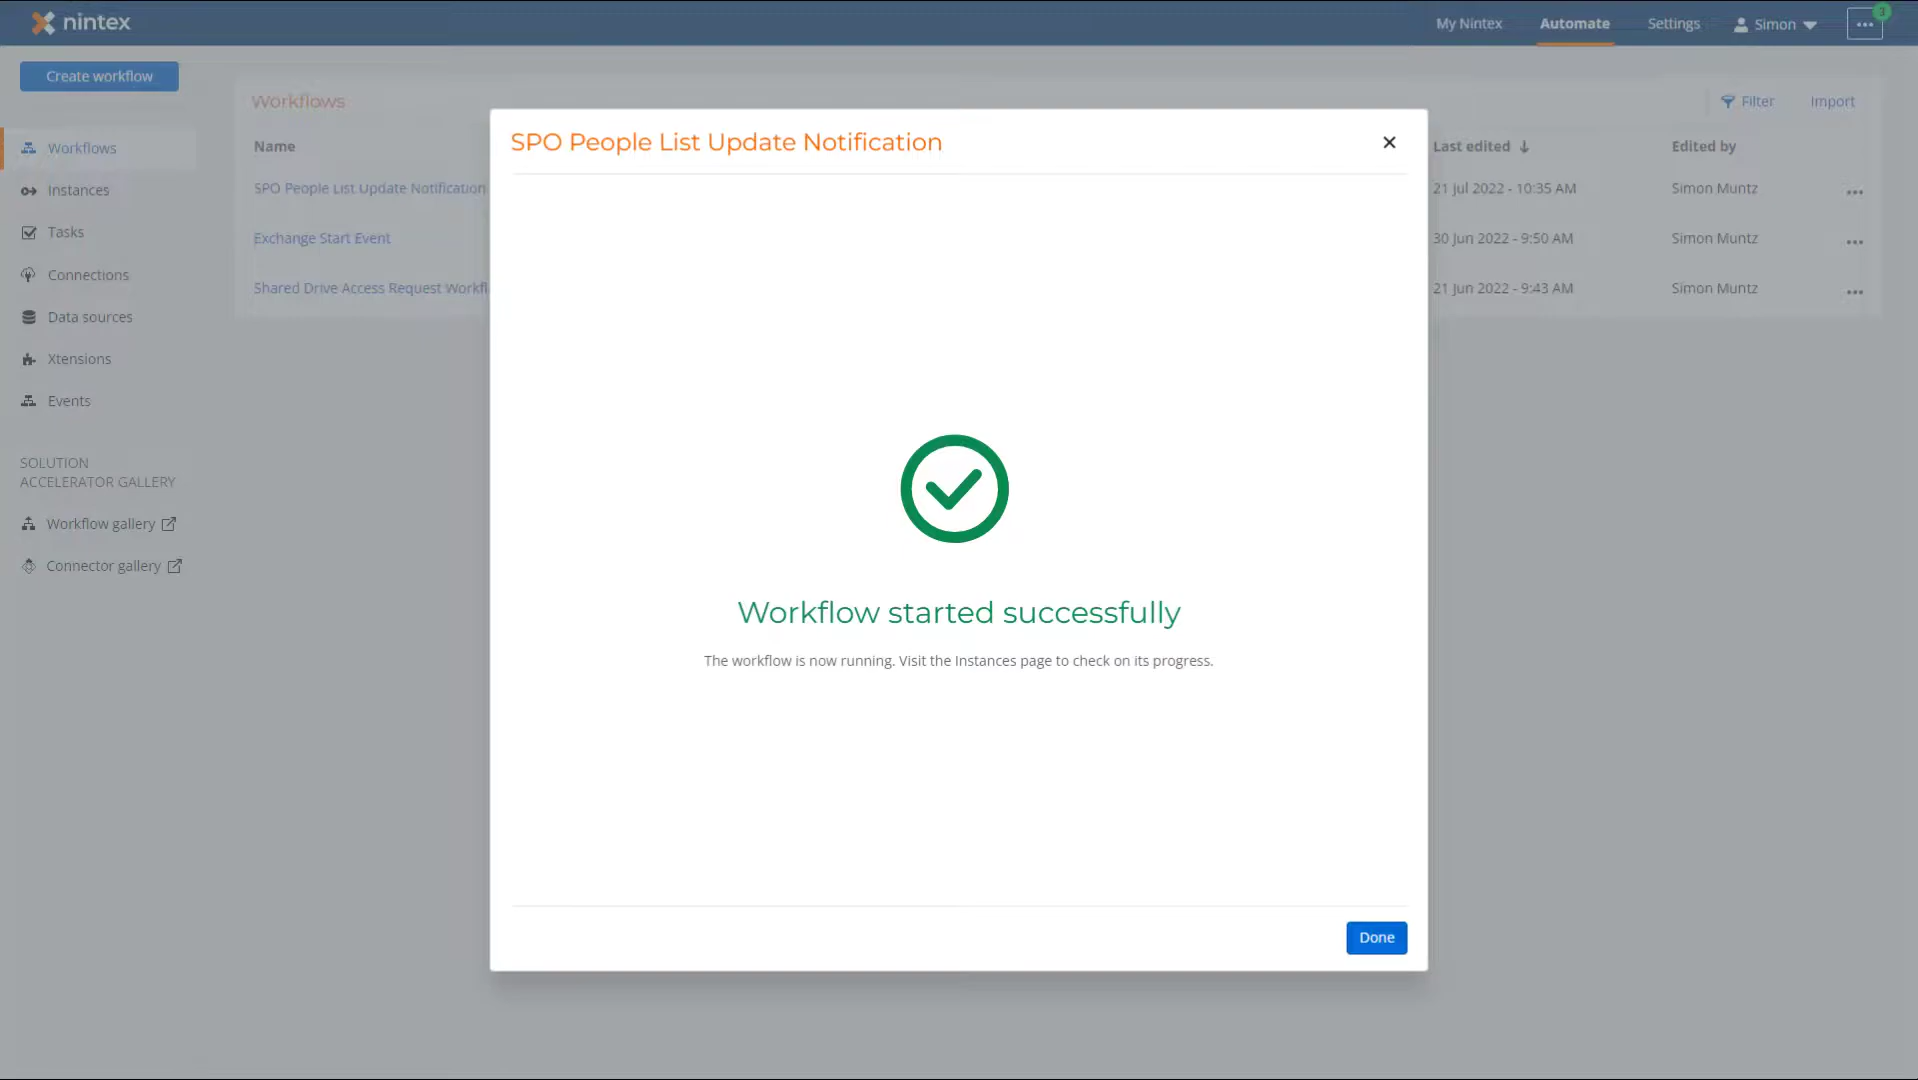 nintex
My Nintex
Automate
Settings
Simon
3
Create workflow
Workflows
Instances
Tasks
Connections
Data sources
Xtensions
Events
SOLUTION
ACCELERATOR GALLERY
Workflow gallery
Connector gallery
Workflows
Filter
Import
Name
Last edited
Edited by
SPO People List Update Notification
21 Jul 2022 - 10:35 AM
Simon Muntz
Exchange Start Event
30 Jun 2022 - 9:50 AM
Simon Muntz
Shared Drive Access Request Workfl
21 Jun 2022 - 9:43 AM
Simon Muntz
SPO People List Update Notification
Workflow started successfully
The workflow is now running. Visit the Instances page to check on its progress.
Done